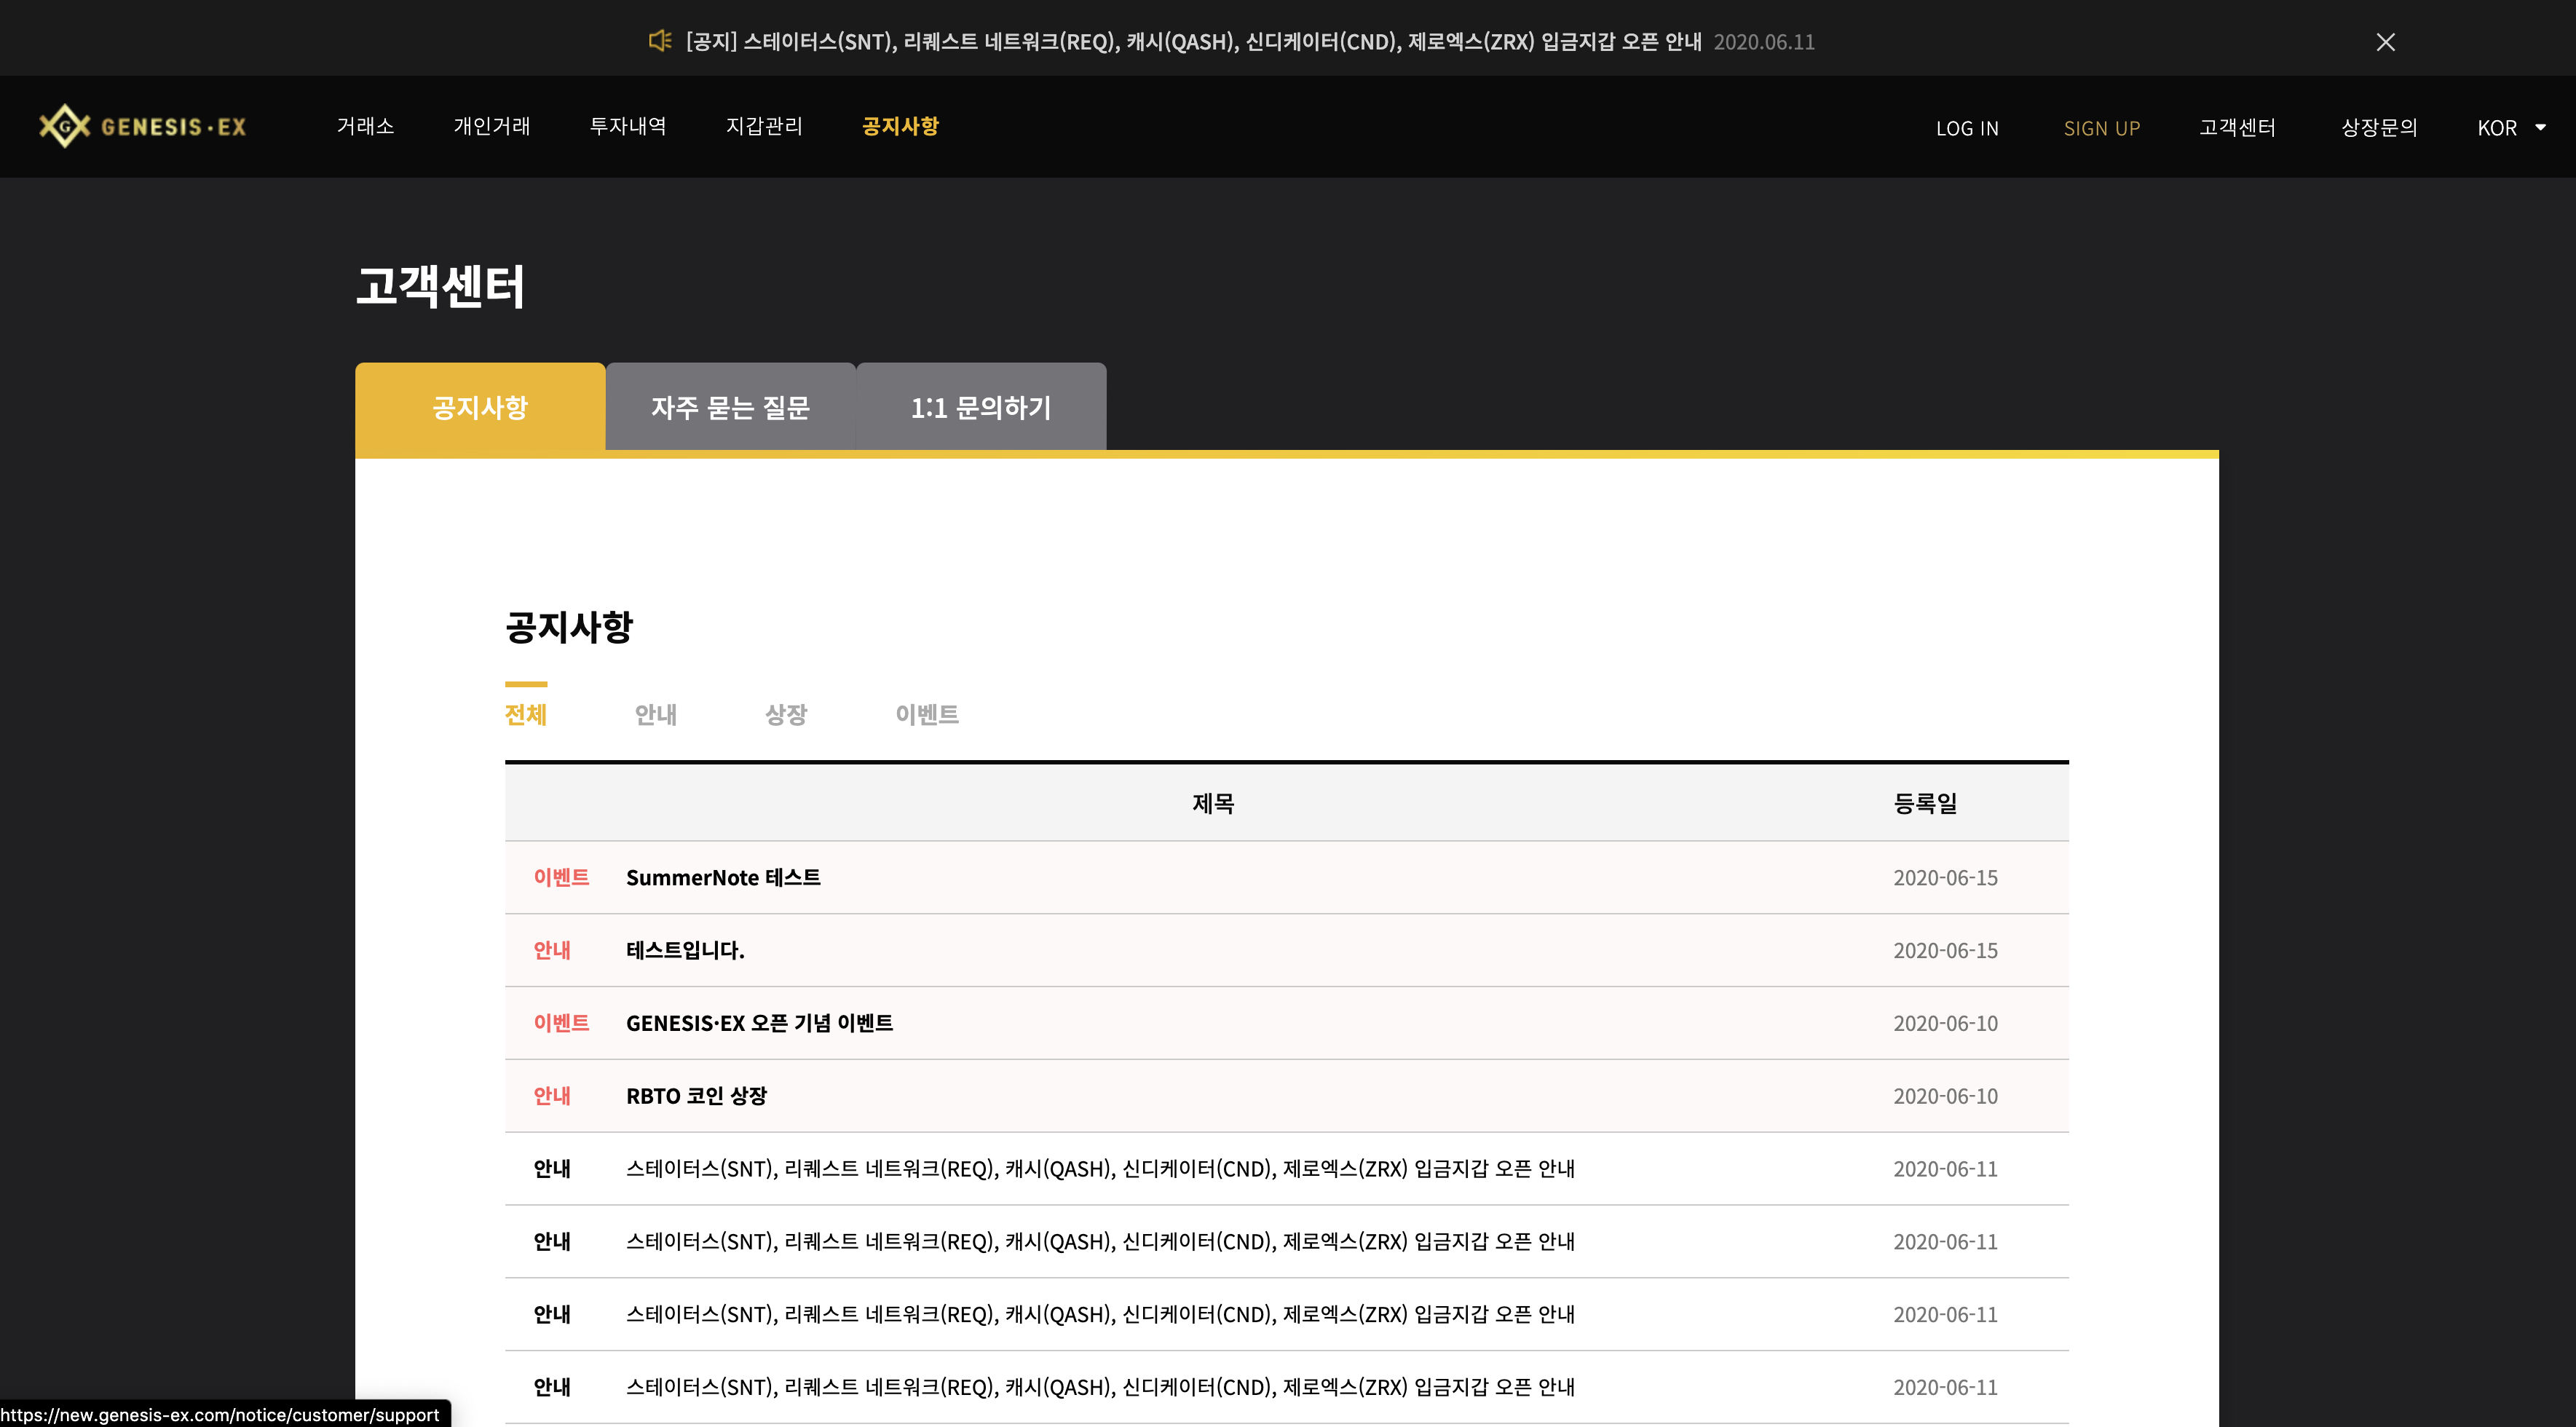 [공지] 스테이터스(SNT), 리퀘스트 네트워크(REQ), 캐시(QASH), 신디케이터(CND), 제로엑스(ZRX) 입금지갑 오픈 안내 2020.06.11
G GENESIS·EX 거래소 개인거래 투자내역 지갑관리 공지사항 LOG IN SIGN UP 고객센터 상장문의 KOR
고객센터
공지사항 자주 묻는 질문 1:1 문의하기
공지사항
전체 안내 상장 이벤트
제목 등록일
이벤트 SummerNote 테스트 2020-06-15
안내 테스트입니다. 2020-06-15
이벤트 GENESIS·EX 오픈 기념 이벤트 2020-06-10
안내 RBTO 코인 상장 2020-06-10
안내 스테이터스(SNT), 리퀘스트 네트워크(REQ), 캐시(QASH), 신디케이터(CND), 제로엑스(ZRX) 입금지갑 오픈 안내 2020-06-11
안내 스테이터스(SNT), 리퀘스트 네트워크(REQ), 캐시(QASH), 신디케이터(CND), 제로엑스(ZRX) 입금지갑 오픈 안내 2020-06-11
안내 스테이터스(SNT), 리퀘스트 네트워크(REQ), 캐시(QASH), 신디케이터(CND), 제로엑스(ZRX) 입금지갑 오픈 안내 2020-06-11
안내 스테이터스(SNT), 리퀘스트 네트워크(REQ), 캐시(QASH), 신디케이터(CND), 제로엑스(ZRX) 입금지갑 오픈 안내 2020-06-11
https://new.genesis-ex.com/notice/customer/support